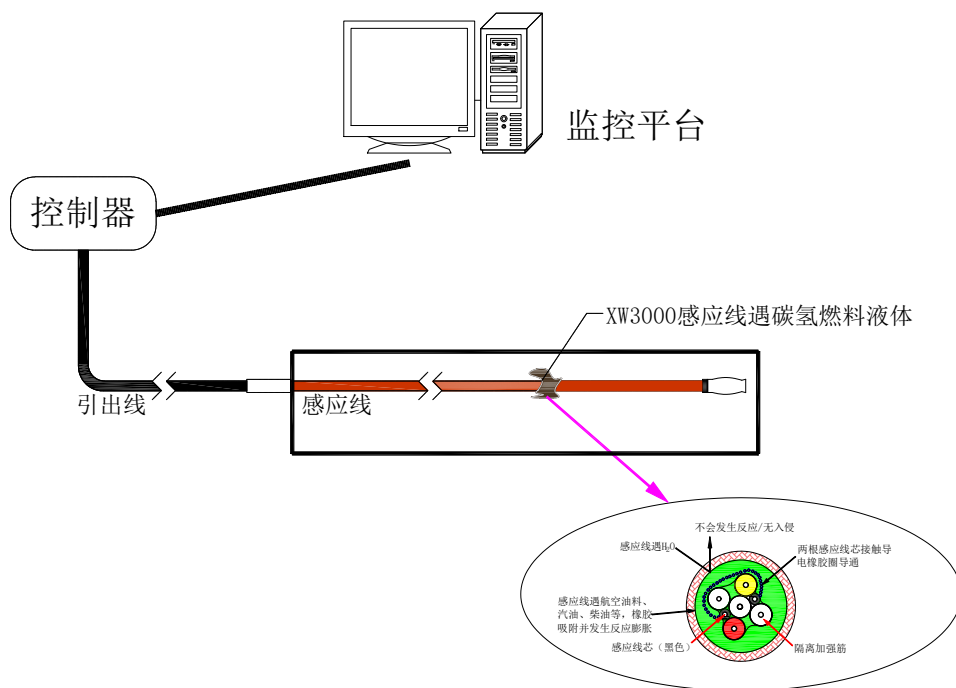 监控平台
控制器
XW3000感应线遇碳氢燃料液体
引出线
感应线
不会发生反应/无入侵
感应线遇H₂O
两根感应线芯接触导
电橡胶圈导通
感应线遇航空油料、
汽油、柴油等，橡胶
吸附并发生反应膨胀
感应线芯（黑色）
隔离加强筋